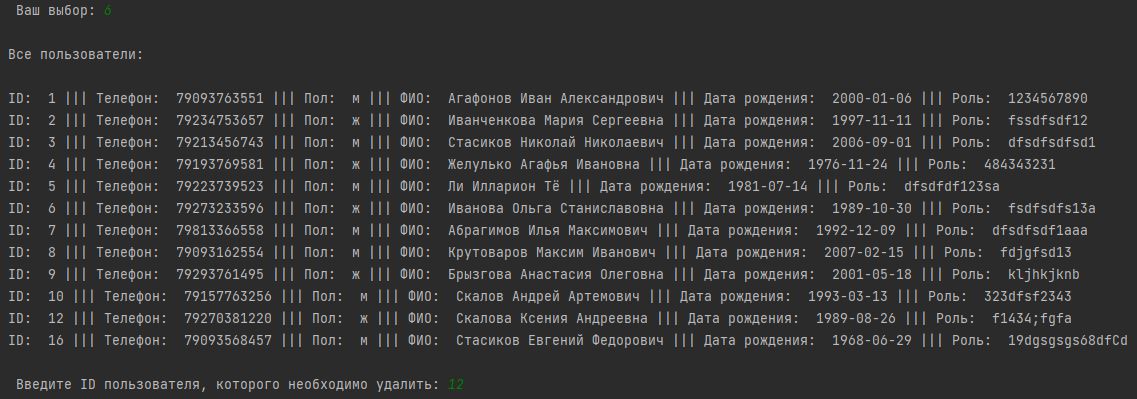 Ваш выбор: 6
Все пользователи:
ID:  1 ||| Телефон:  79093763551 ||| Пол:  м ||| ФИО:  Агафонов Иван Александрович ||| Дата рождения:  2000-01-06 ||| Роль:  1234567890
ID:  2 ||| Телефон:  79234753657 ||| Пол:  ж ||| ФИО:  Иванченкова Мария Сергеевна ||| Дата рождения:  1997-11-11 ||| Роль:  fssdfsdf12
ID:  3 ||| Телефон:  79213456743 ||| Пол:  м ||| ФИО:  Стасиков Николай Николаевич ||| Дата рождения:  2006-09-01 ||| Роль:  dfsdfsdfsd1
ID:  4 ||| Телефон:  79193769581 ||| Пол:  ж ||| ФИО:  Желулько Агафья Ивановна ||| Дата рождения:  1976-11-24 ||| Роль:  484343231
ID:  5 ||| Телефон:  79223739523 ||| Пол:  м ||| ФИО:  Ли Илларион Тё ||| Дата рождения:  1981-07-14 ||| Роль:  dfsdfdf123sa
ID:  6 ||| Телефон:  79273233596 ||| Пол:  ж ||| ФИО:  Иванова Ольга Станиславовна ||| Дата рождения:  1989-10-30 ||| Роль:  fsdfsdfs13a
ID:  7 ||| Телефон:  79813366558 ||| Пол:  м ||| ФИО:  Абрагимов Илья Максимович ||| Дата рождения:  1992-12-09 ||| Роль:  dfsdfsdf1aaa
ID:  8 ||| Телефон:  79093162554 ||| Пол:  м ||| ФИО:  Крутоваров Максим Иванович ||| Дата рождения:  2007-02-15 ||| Роль:  fdjgfsd13
ID:  9 ||| Телефон:  79293761495 ||| Пол:  ж ||| ФИО:  Брызгова Анастасия Олеговна ||| Дата рождения:  2001-05-18 ||| Роль:  kljhkjknb
ID:  10 ||| Телефон:  79157763256 ||| Пол:  м ||| ФИО:  Скалов Андрей Артемович ||| Дата рождения:  1993-03-13 ||| Роль:  323dfsf2343
ID:  12 ||| Телефон:  79270381220 ||| Пол:  ж ||| ФИО:  Скалова Ксения Андреевна ||| Дата рождения:  1989-08-26 ||| Роль:  f1434;fgfa
ID:  16 ||| Телефон:  79093568457 ||| Пол:  м ||| ФИО:  Стасиков Евгений Федорович ||| Дата рождения:  1968-06-29 ||| Роль:  19dgsgsgs68dfCd
Введите ID пользователя, которого необходимо удалить: 12